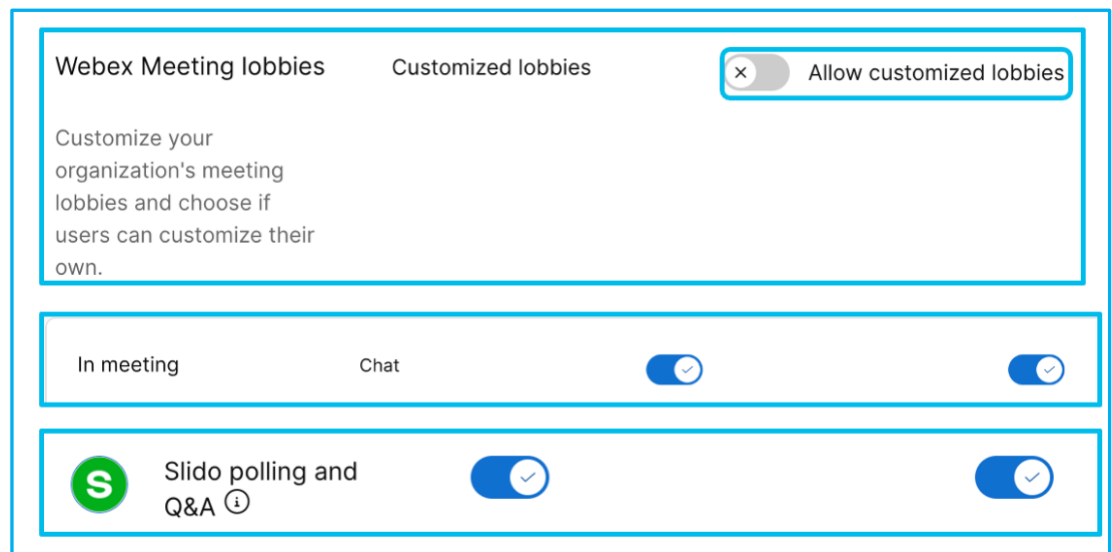 Webex Meeting lobbies
Customized lobbies
Allow customized lobbies
Customize your
organization's meeting
lobbies and choose if
users can customize their
own.
In meeting
Chat
S
Slido polling and
Q&A